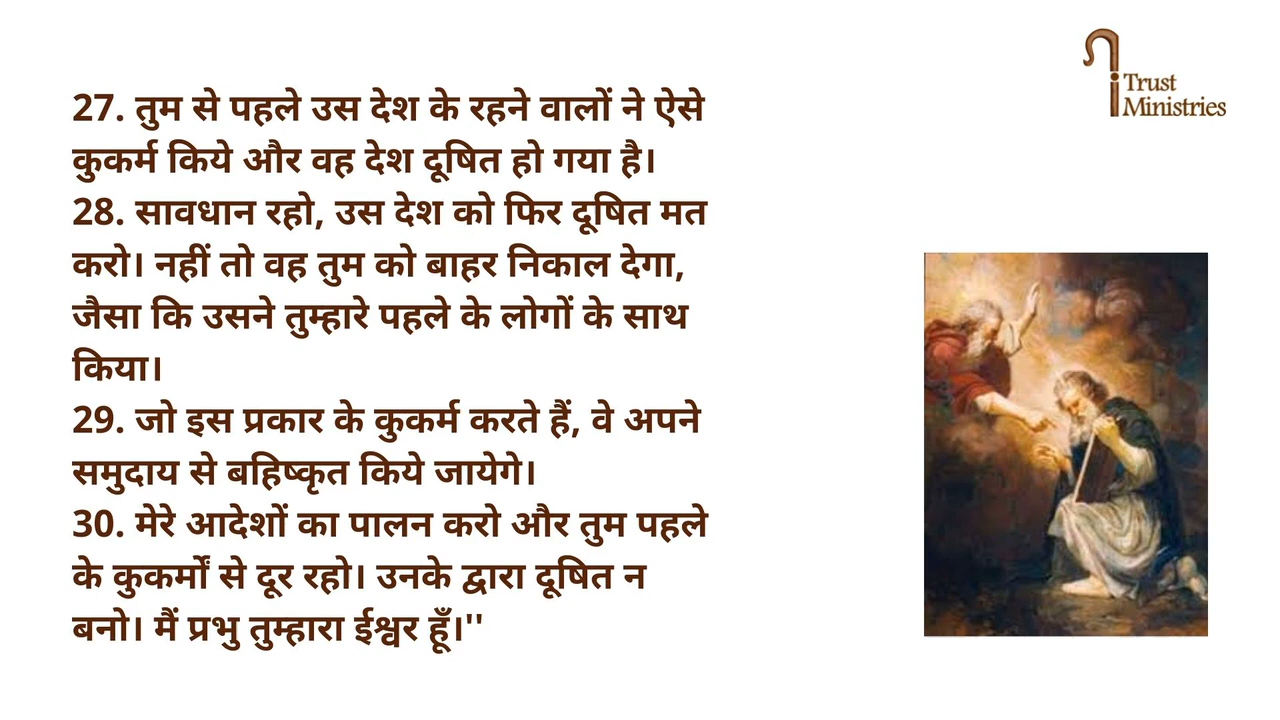 27. तुम से पहले उस देश के रहने वालों ने ऐसे
कुकर्म किये और वह देश दूषित हो गया है।
28. सावधान रहो, उस देश को फिर दूषित मत
करो। नहीं तो वह तुम को बाहर निकाल देगा,
जैसा कि उसने तुम्हारे पहले के लोगों के साथ
किया।
29. जो इस प्रकार के कुकर्म करते हैं, वे अपने
समुदाय से बहिष्कृत किये जायेगे।
30. मेरे आदेशों का पालन करो और तुम पहले
के कुकर्मों से दूर रहो। उनके द्वारा दूषित न
बनो। मैं प्रभु तुम्हारा ईश्वर हूँ।''
i Trust
Ministries